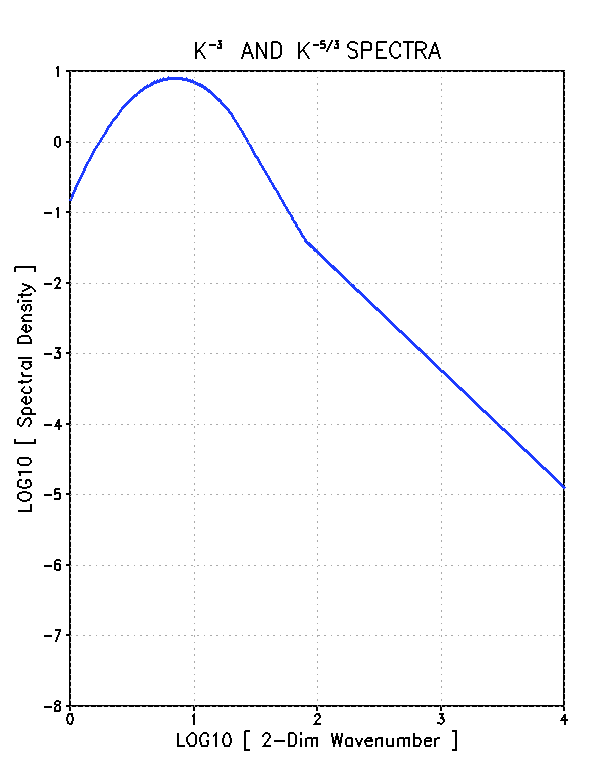 K⁻³ AND K⁻⁵/³ SPECTRA
1
0
-1
-2
-3
-4
-5
-6
-7
-8
LOG10 [ Spectral Density ]
0 1 2 3 4
LOG10 [ 2-Dim Wavenumber ]